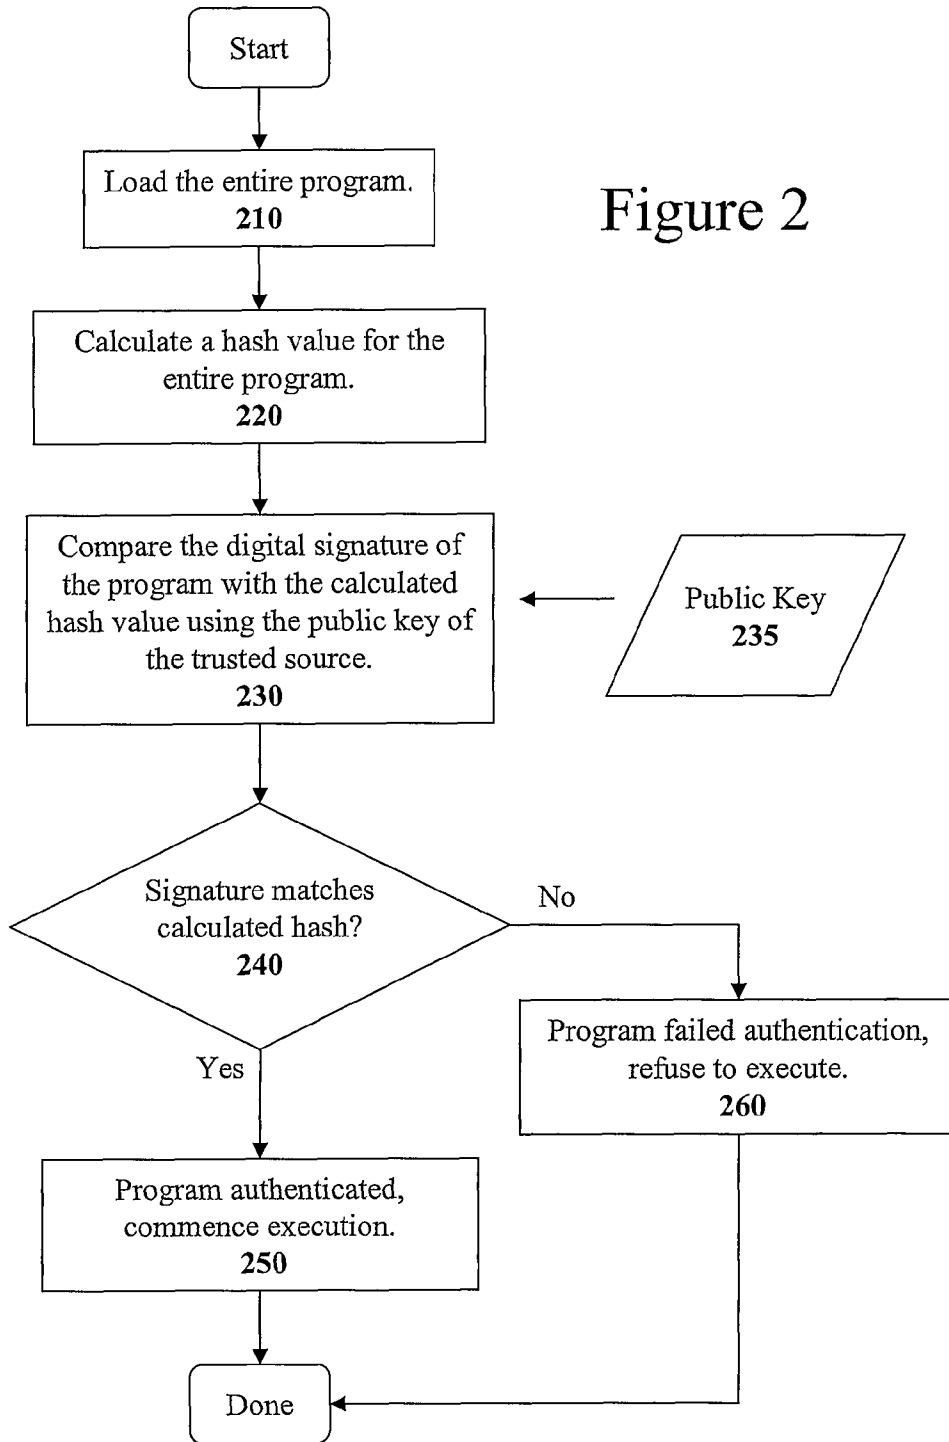 Start
Load the entire program.
210
Figure 2
Calculate a hash value for the
entire program.
220
Compare the digital signature of
the program with the calculated
hash value using the public key of
the trusted source.
230
Public Key
235
Signature matches
calculated hash?
240
No
Yes
Program failed authentication,
refuse to execute.
260
Program authenticated,
commence execution.
250
Done